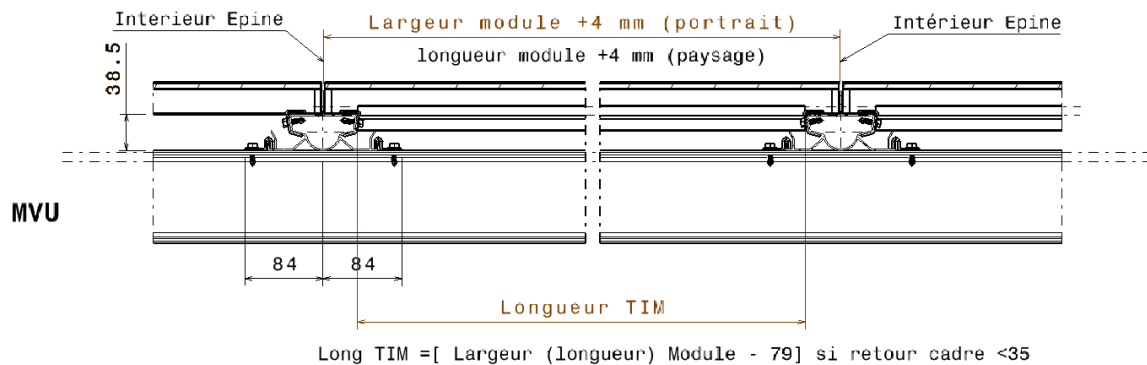 Interieur Epine
Largeur module +4 mm (portrait)
Intérieur Epine
longueur module +4 mm (paysage)
38.5
MVU
84
84
Longueur TIM
Long TIM =[ Largeur (longueur) Module - 79] si retour cadre <35